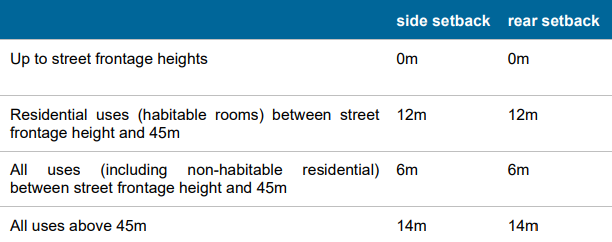 side setback rear setback
Up to street frontage heights 0m 0m
Residential uses (habitable rooms) between street 12m 12m
frontage height and 45m
All uses (including non-habitable residential) 6m 6m
between street frontage height and 45m
All uses above 45m 14m 14m